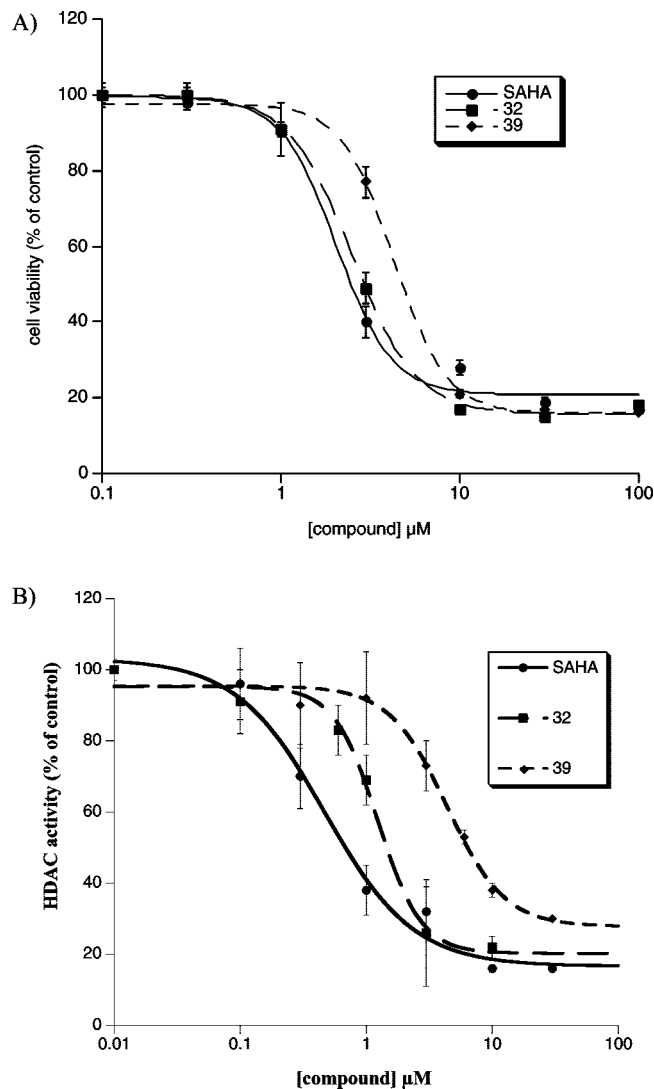 A)
120
100
80
60
40
20
0
cell viability (% of control)
SAHA
32
39
0.1 1 10 100
[compound] µM
B)
120
100
80
60
40
20
0
HDAC activity (% of control)
SAHA
32
39
0.01 0.1 1 10 100
[compound] µM